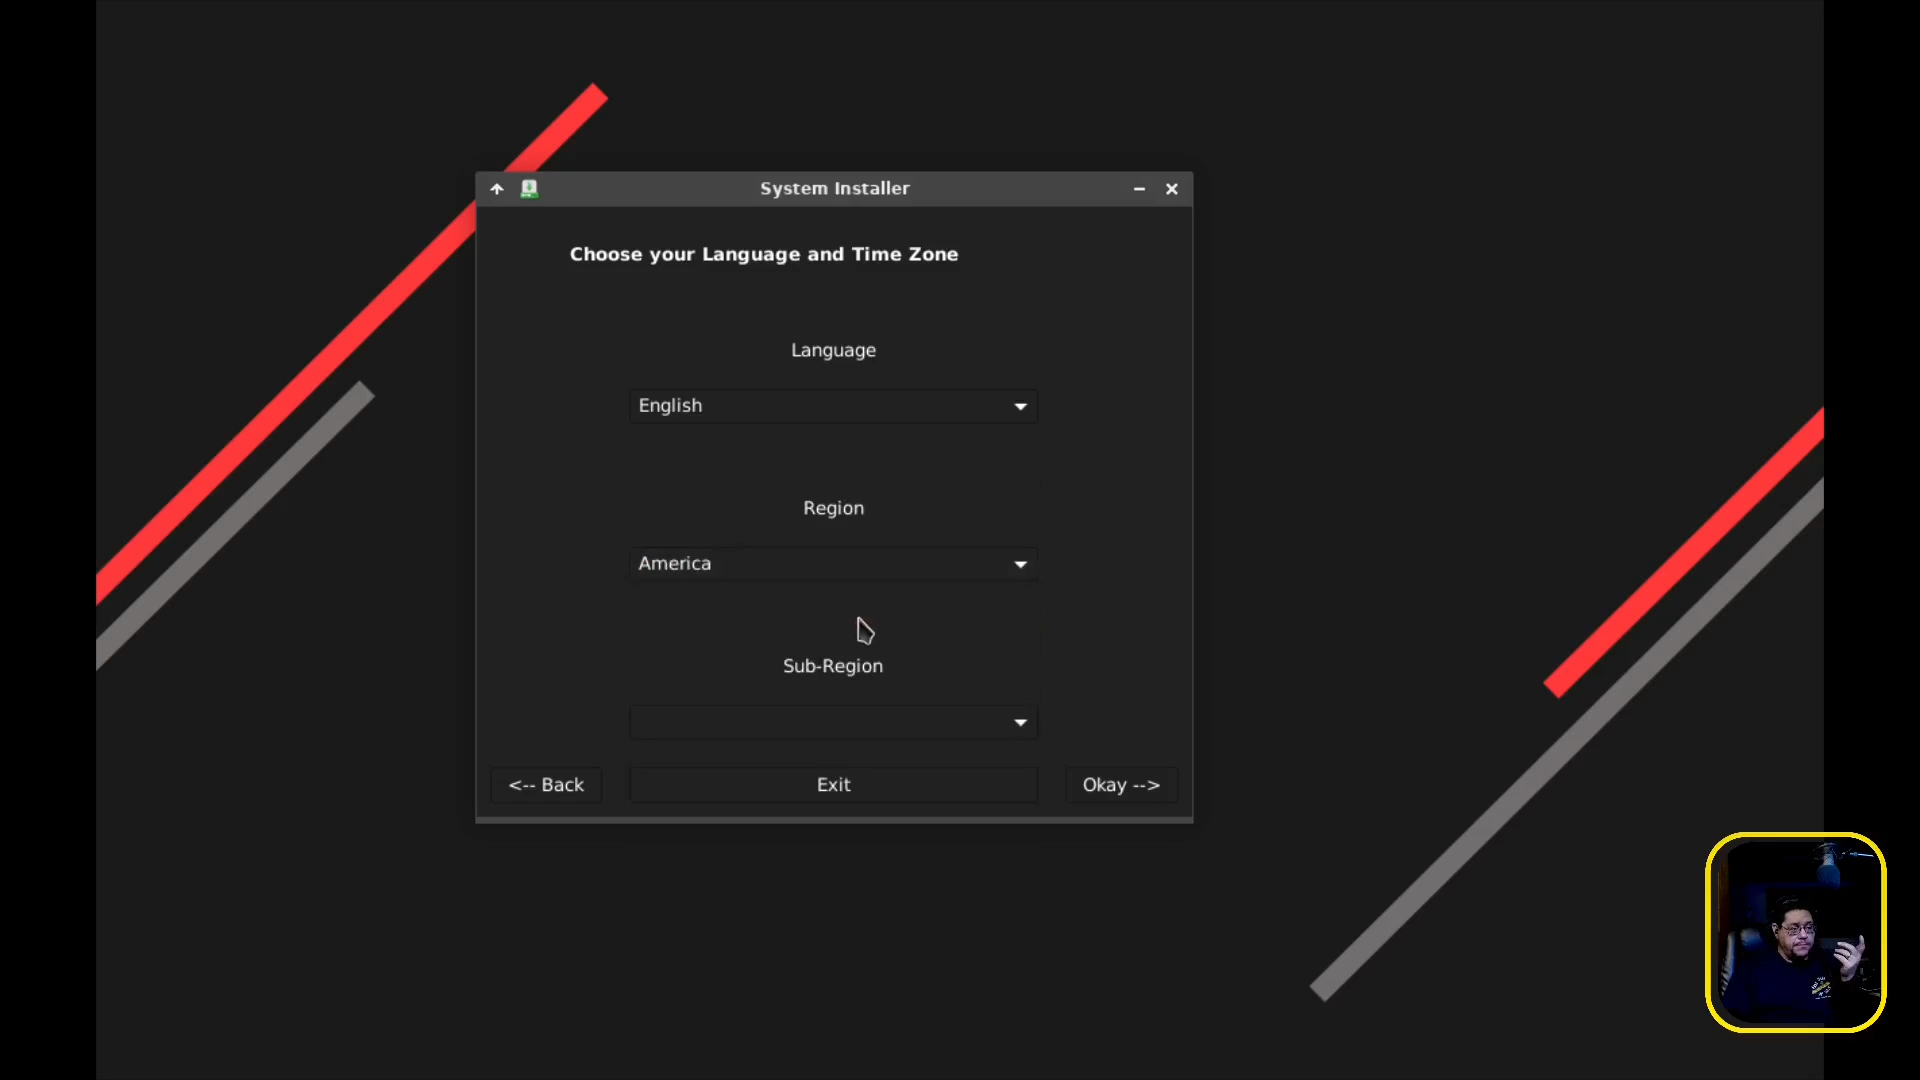 System Installer
Choose your Language and Time Zone
Language
English
Region
America
Sub-Region
<-- Back
Exit
Okay -->